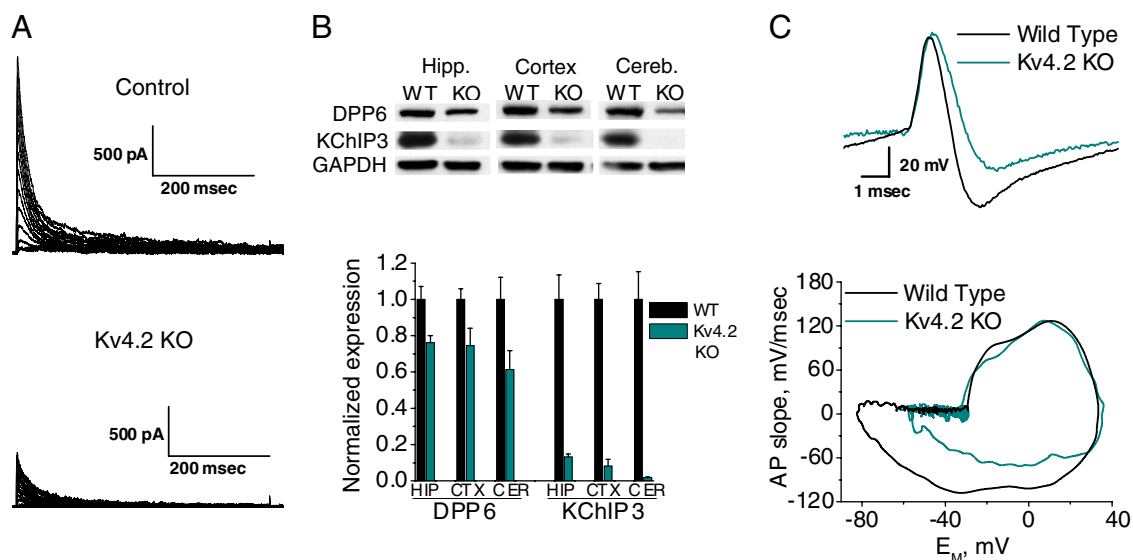 A
Control
500 pA
200 msec
Kv4.2 KO
500 pA
200 msec
B
Hipp. Cortex Cereb.
WT KO WT KO WT KO
DPP6
KChIP3
GAPDH
Normalized expression
1.2
1.0
0.8
0.6
0.4
0.2
0.0
WT
Kv4.2
KO
HIP CTX CER HIP CTX CER
DPP6 KChIP3
C
Wild Type
Kv4.2 KO
20 mV
1 msec
AP slope, mV/msec
180
120
60
0
-60
-120
Wild Type
Kv4.2 KO
-80 -40 0 40
EM, mV